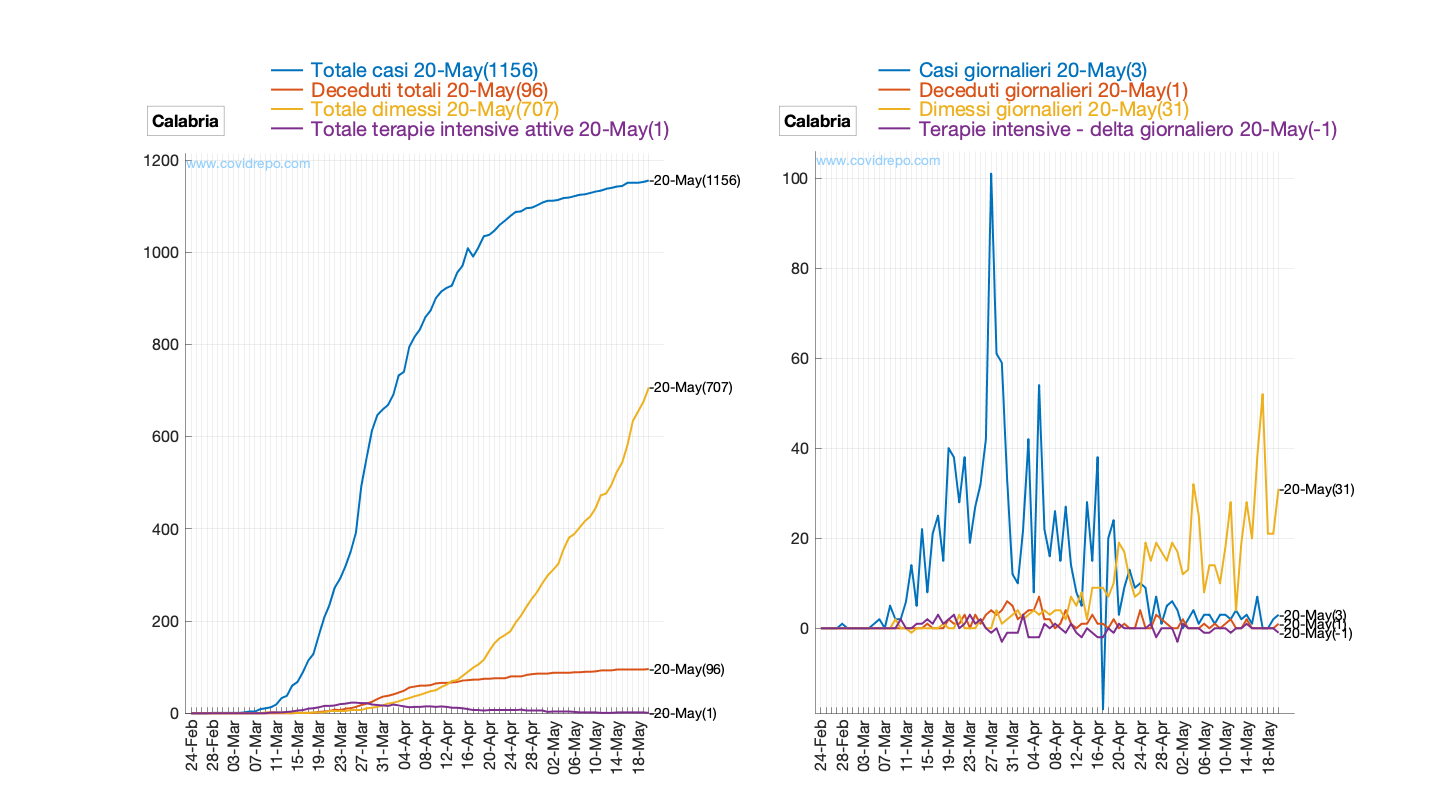 Totale casi 20-May(1156)
Deceduti totali 20-May(96)
Totale dimessi 20-May(707)
Totale terapie intensive attive 20-May(1)
Calabria
www.covidrepo.com
1200
1000
800
600
400
200
0
20-May(1156)
20-May(707)
20-May(96)
20-May(1)
24-Feb
28-Feb
03-Mar
07-Mar
11-Mar
15-Mar
19-Mar
23-Mar
27-Mar
31-Mar
04-Apr
08-Apr
12-Apr
16-Apr
20-Apr
24-Apr
28-Apr
02-May
06-May
10-May
14-May
18-May
Casi giornalieri 20-May(3)
Deceduti giornalieri 20-May(1)
Dimessi giornalieri 20-May(31)
Terapie intensive - delta giornaliero 20-May(-1)
Calabria
www.covidrepo.com
100
80
60
40
20
0
20-May(31)
20-May(3)
20-May(1)
20-May(-1)
24-Feb
28-Feb
03-Mar
07-Mar
11-Mar
15-Mar
19-Mar
23-Mar
27-Mar
31-Mar
04-Apr
08-Apr
12-Apr
16-Apr
20-Apr
24-Apr
28-Apr
02-May
06-May
10-May
14-May
18-May